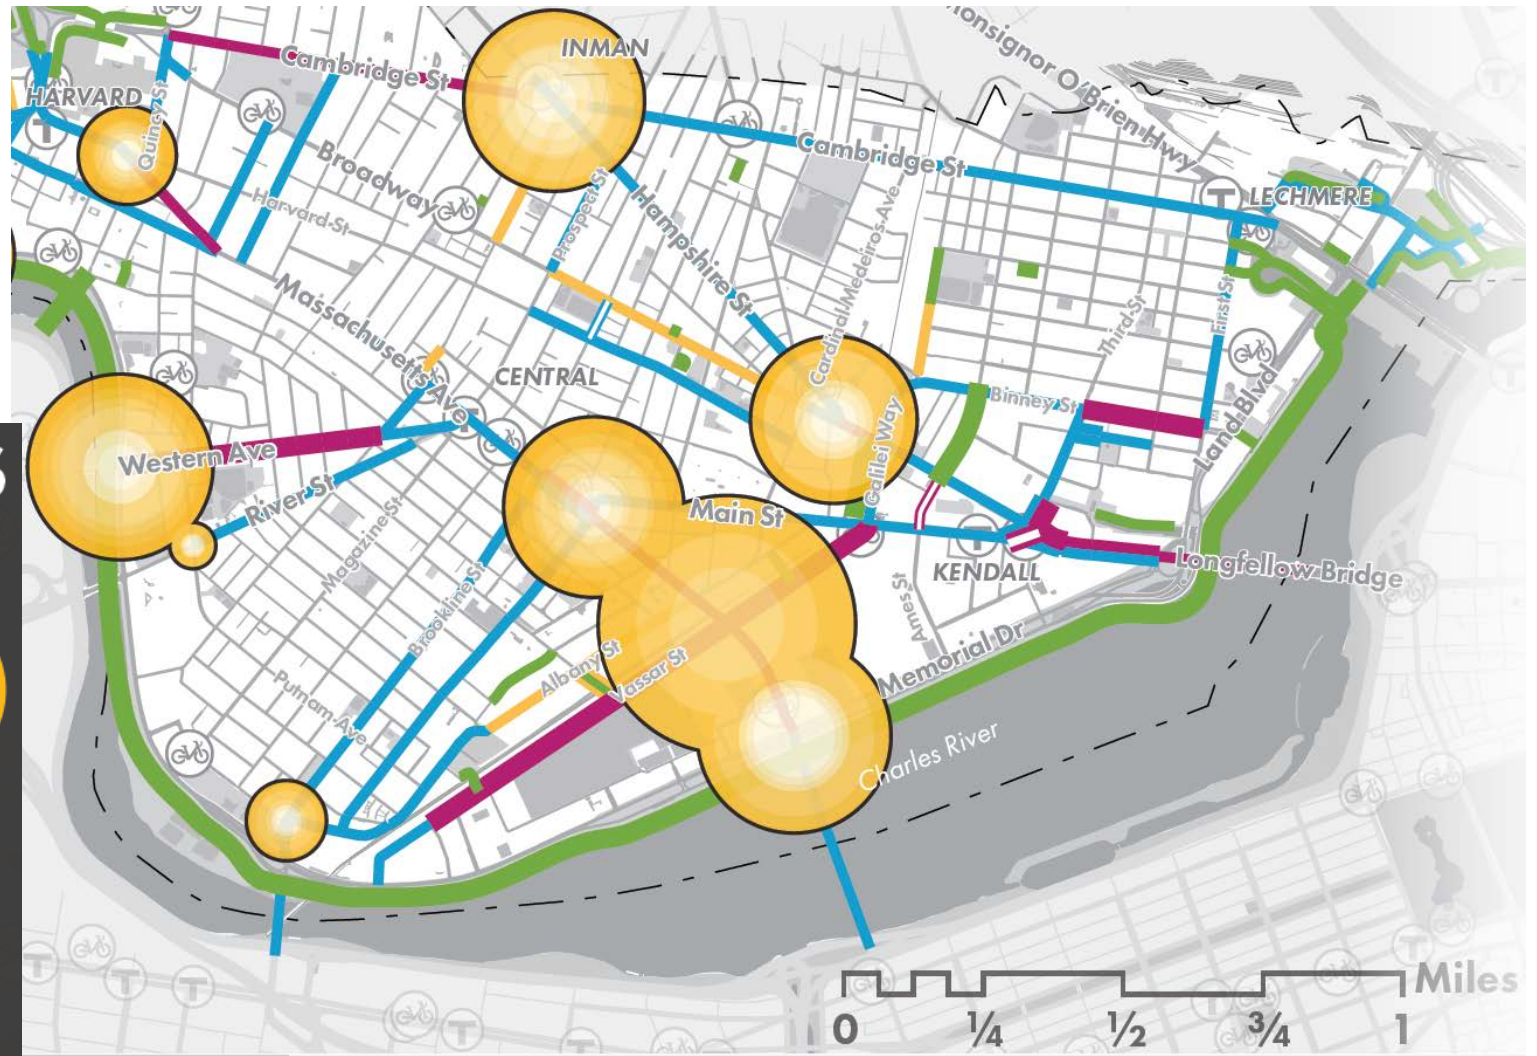 Monsignor O'Brien Hwy
INMAN
Cambridge St
HARVARD
T
Quincy St
Broadway
Cambridge St
T
LECHMERE
Harvard St
Prospect St
Hampshire St
Cardinal Medeiros Ave
Third St
First St
Massachusetts Ave
CENTRAL
Binney St
Land Blvd
T
Galilei Way
Western Ave
S
River St
Magazine St
Main St
T
KENDALL
Longfellow Bridge
Ames St
Brookline St
Albany St
Vassar St
Memorial Dr
Putnam Ave
Charles River
T
T
T
T
T
T
T
T
Miles
0
¼
½
¾
1